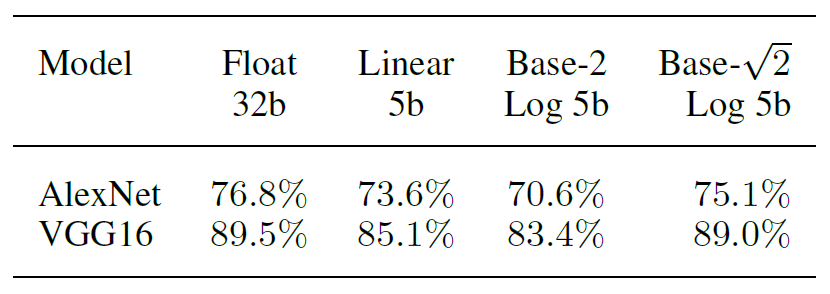 Model Float Linear Base-2 Base-√2
32b 5b Log 5b Log 5b
AlexNet 76.8% 73.6% 70.6% 75.1%
VGG16 89.5% 85.1% 83.4% 89.0%